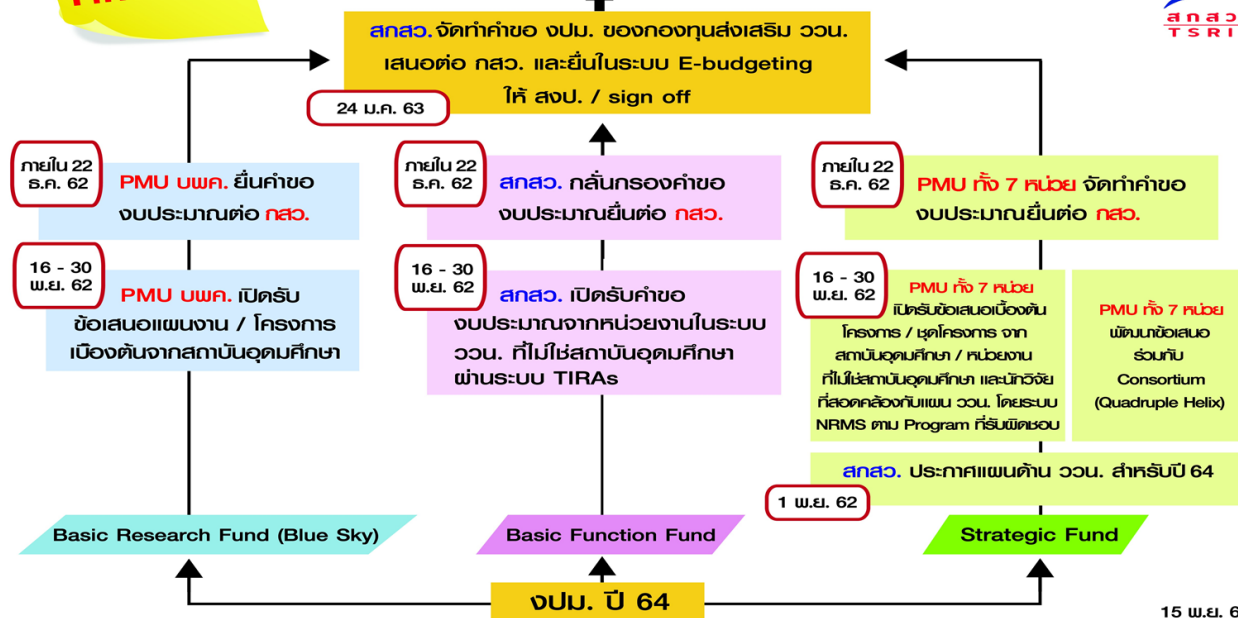 สกสว
TSRI
สกสว. จัดทำคำขอ งปม. ของกองทุนส่งเสริม ววน.
เสนอต่อ กสว. และยื่นในระบบ E-budgeting
ให้ สงป. / sign off
24 ม.ค. 63
ภายใน 22
ธ.ค. 62
PMU บพค. ยื่นคำขอ
งบประมาณต่อ กสว.
ภายใน 22
ธ.ค. 62
สกสว. กลั่นกรองคำขอ
งบประมาณยื่นต่อ กสว.
ภายใน 22
ธ.ค. 62
PMU ทั้ง 7 หน่วย จัดทำคำขอ
งบประมาณยื่นต่อ กสว.
16 - 30
พ.ย. 62
PMU บพค. เปิดรับ
ข้อเสนอแผนงาน / โครงการ
เบื้องต้นจากสถาบันอุดมศึกษา
16 - 30
พ.ย. 62
สกสว. เปิดรับคำขอ
งบประมาณจากหน่วยงานในระบบ
ววน. ที่ไม่ใช่สถาบันอุดมศึกษา
ผ่านระบบ TIRAs
16 - 30
พ.ย. 62
PMU ทั้ง 7 หน่วย
เปิดรับข้อเสนอเบื้องต้น
โครงการ / ชุดโครงการ จาก
สถาบันอุดมศึกษา / หน่วยงาน
ที่ไม่ใช่สถาบันอุดมศึกษา และนักวิจัย
ที่สอดคล้องกับแผน ววน. โดยระบบ
NRMS ตาม Program ที่รับผิดชอบ
PMU ทั้ง 7 หน่วย
พัฒนาข้อเสนอ
ร่วมกับ
Consortium
(Quadruple Helix)
สกสว. ประกาศแผนด้าน ววน. สำหรับปี 64
1 พ.ย. 62
Basic Research Fund (Blue Sky)
Basic Function Fund
Strategic Fund
งปม. ปี 64
15 พ.ย. 6